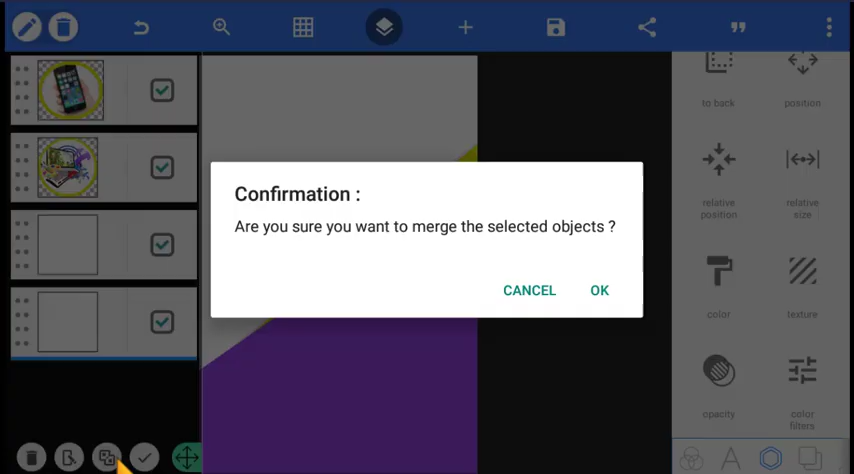 to back
position
Confirmation :
Are you sure you want to merge the selected objects ?
relative
position
relative
size
CANCEL
OK
color
texture
opacity
color
filters